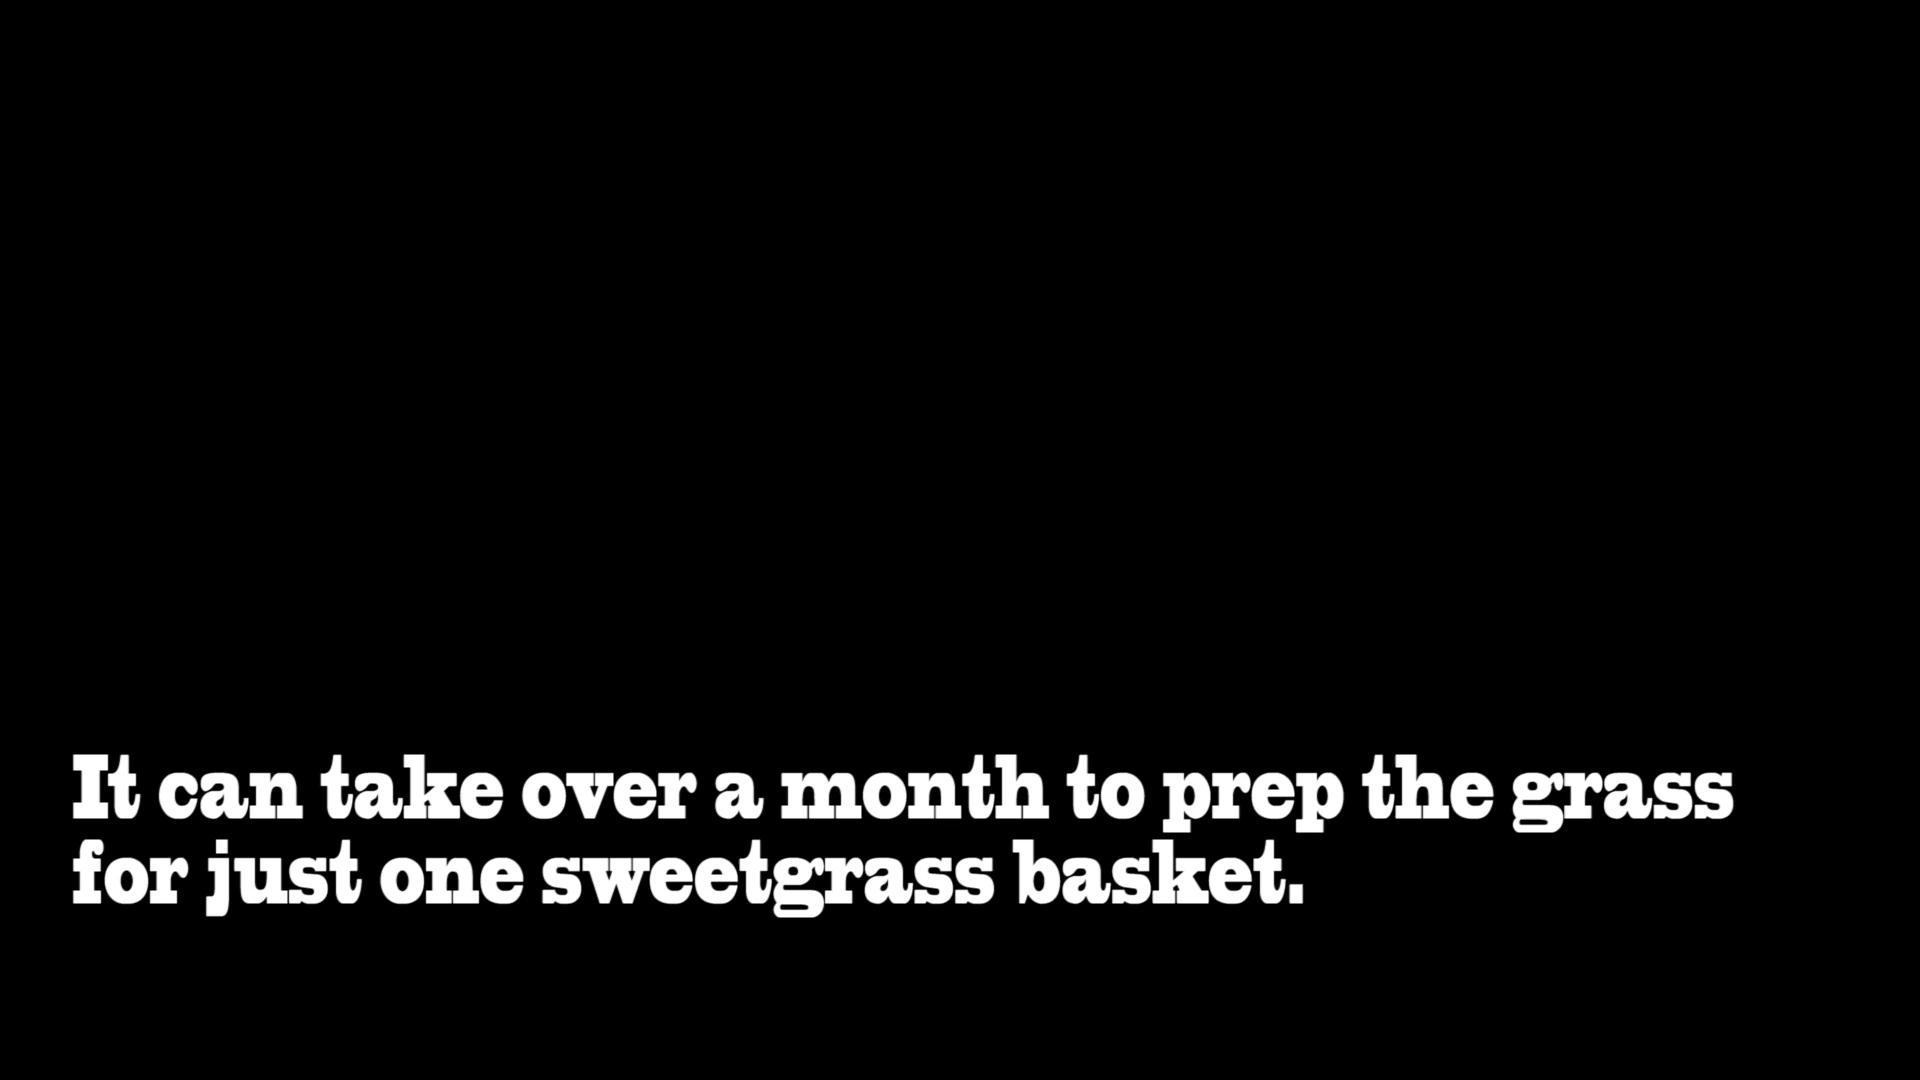 It can take over a month to prep the grass
for just one sweetgrass basket.